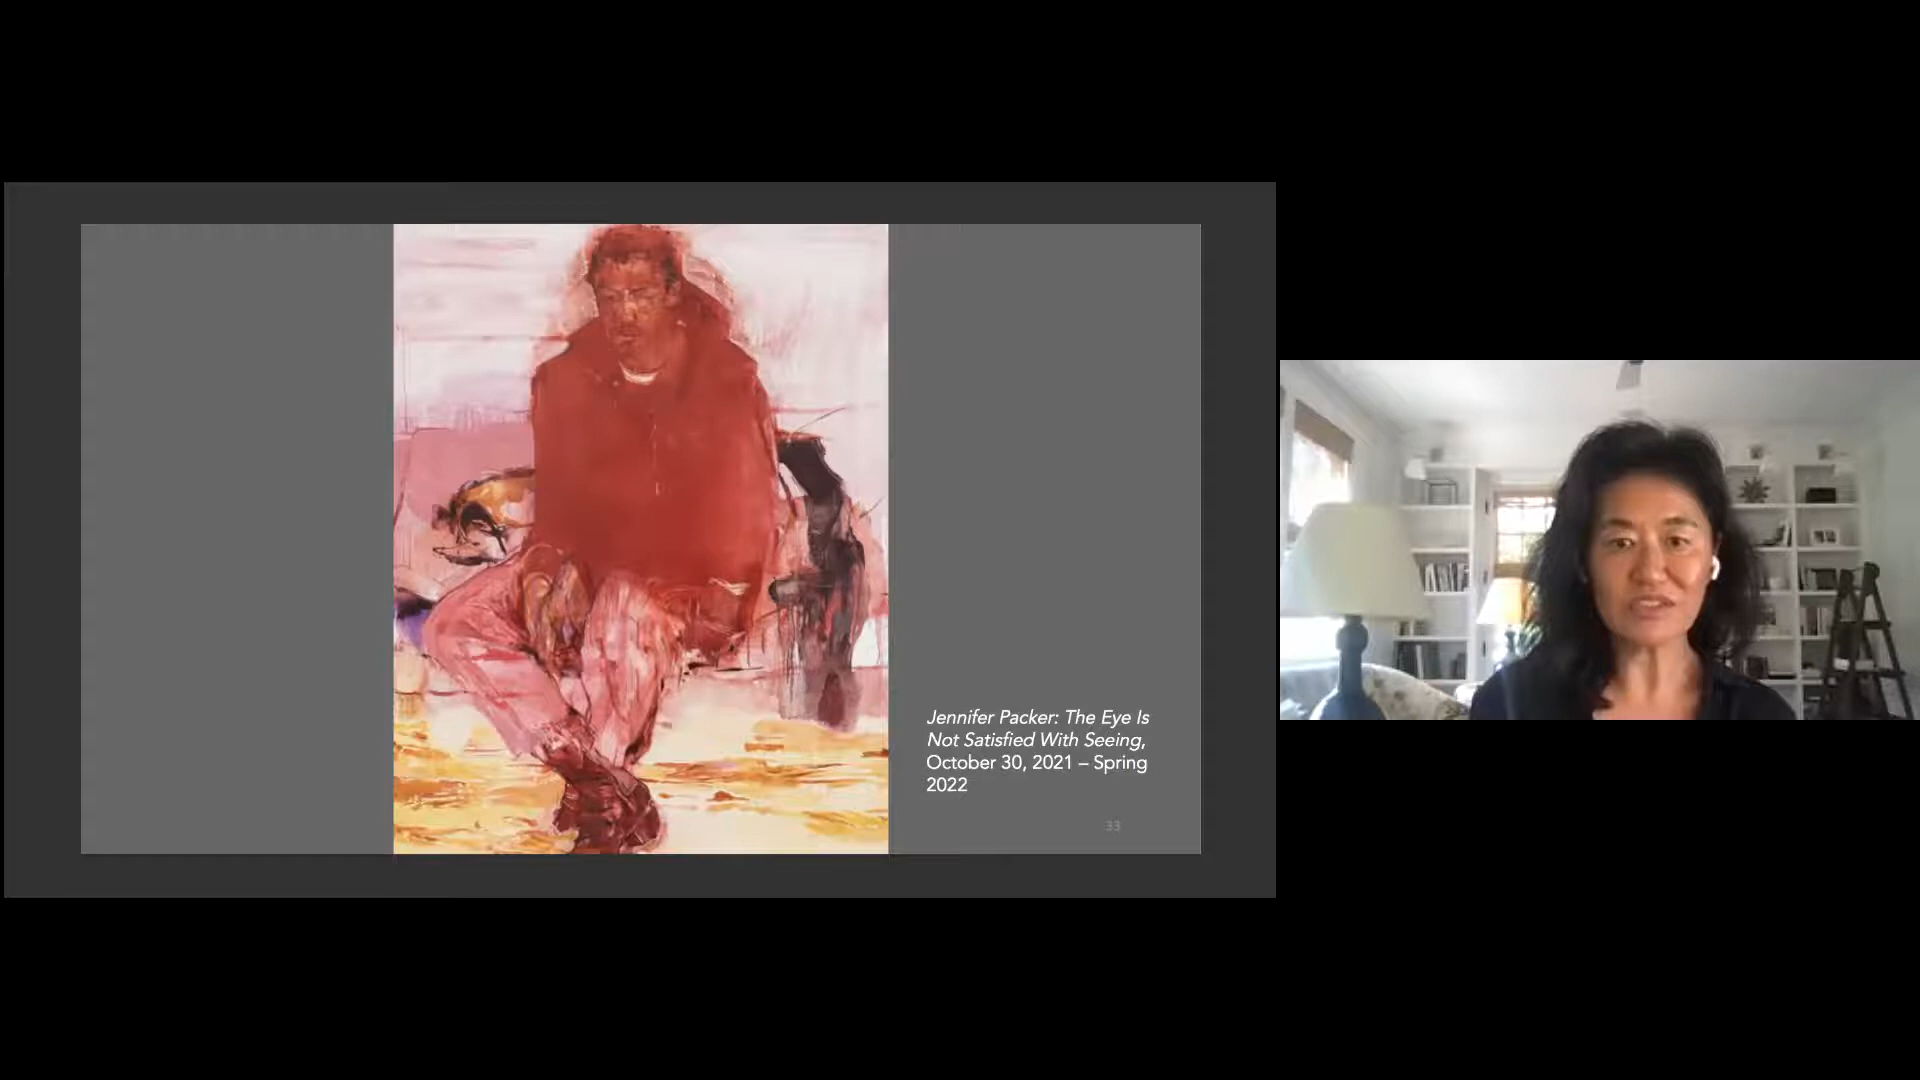 Jennifer Packer: The Eye Is
Not Satisfied With Seeing,
October 30, 2021 – Spring
2022
33